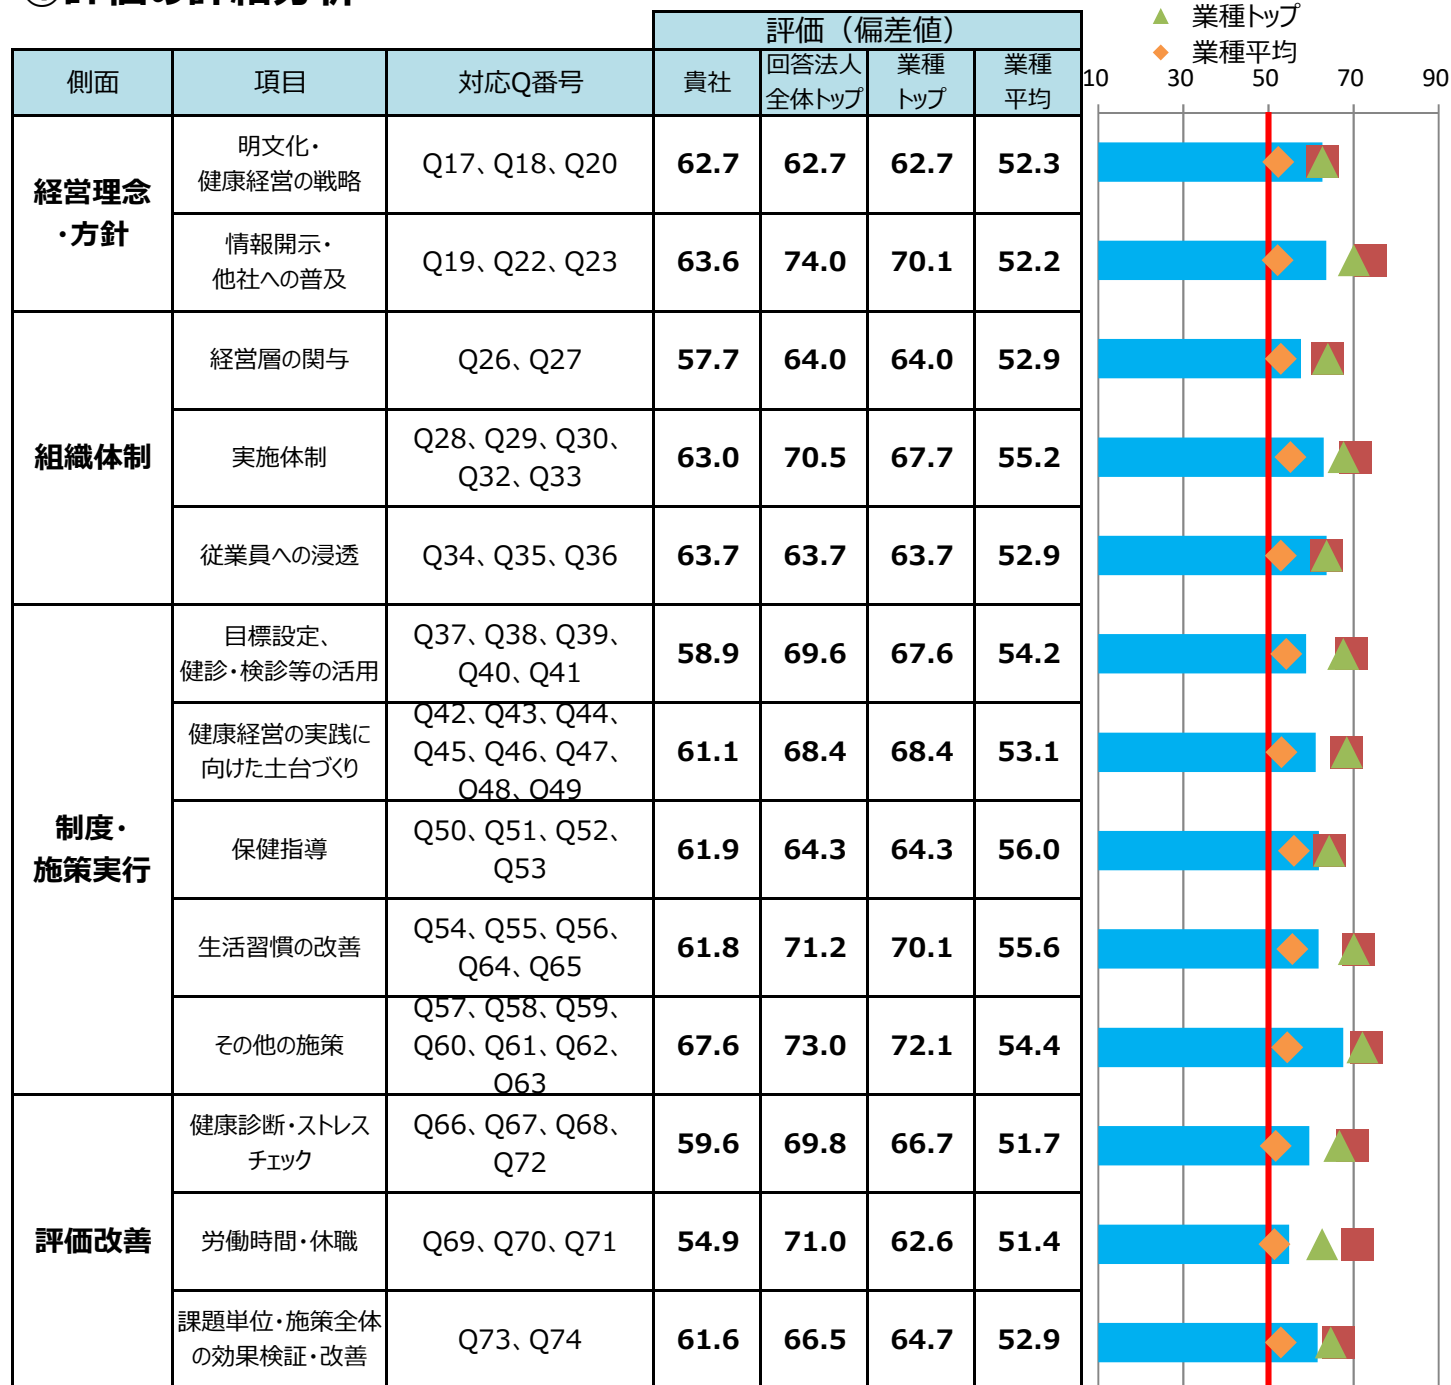 評価（偏差値）
側面 項目 対応Q番号 貴社 回答法人 業種 業種
全体トップ トップ 平均
業種トップ
業種平均
10 30 50 70 90
経営理念
・方針
明文化・
健康経営の戦略
Q17、Q18、Q20 62.7 62.7 62.7 52.3
情報開示・
他社への普及
Q19、Q22、Q23 63.6 74.0 70.1 52.2
組織体制
経営層の関与 Q26、Q27 57.7 64.0 64.0 52.9
実施体制
Q28、Q29、Q30、
Q32、Q33
63.0 70.5 67.7 55.2
従業員への浸透 Q34、Q35、Q36 63.7 63.7 63.7 52.9
制度・
施策実行
目標設定、
健診・検診等の活用
Q37、Q38、Q39、
Q40、Q41
58.9 69.6 67.6 54.2
健康経営の実践に
向けた土台づくり
Q42、Q43、Q44、
Q45、Q46、Q47、
Q48、Q49
61.1 68.4 68.4 53.1
保健指導
Q50、Q51、Q52、
Q53
61.9 64.3 64.3 56.0
生活習慣の改善
Q54、Q55、Q56、
Q64、Q65
61.8 71.2 70.1 55.6
その他の施策
Q57、Q58、Q59、
Q60、Q61、Q62、
Q63
67.6 73.0 72.1 54.4
評価改善
健康診断・ストレス
チェック
Q66、Q67、Q68、
Q72
59.6 69.8 66.7 51.7
労働時間・休職 Q69、Q70、Q71 54.9 71.0 62.6 51.4
課題単位・施策全体
の効果検証・改善
Q73、Q74 61.6 66.5 64.7 52.9